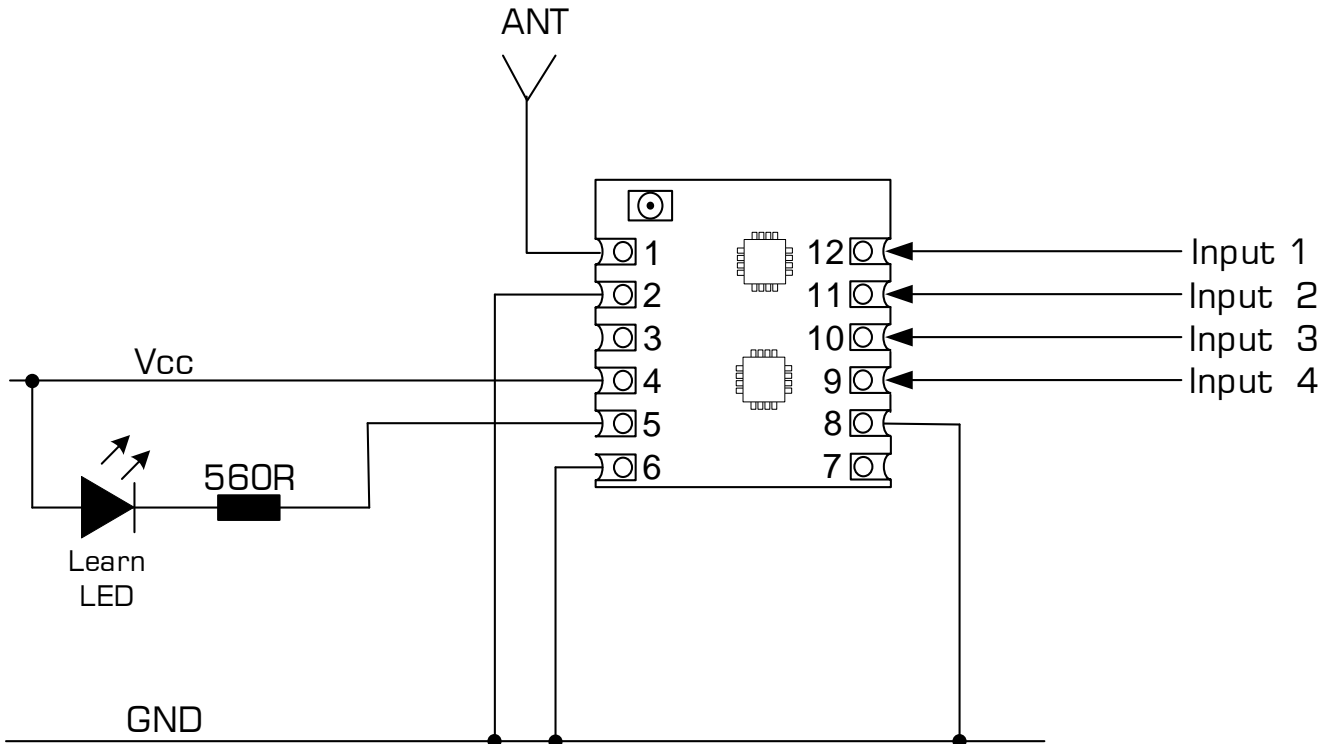 ANT
1
2
3
4
5
6
12
11
10
9
8
7
Input 1
Input 2
Input 3
Input 4
Vcc
560R
Learn
LED
GND